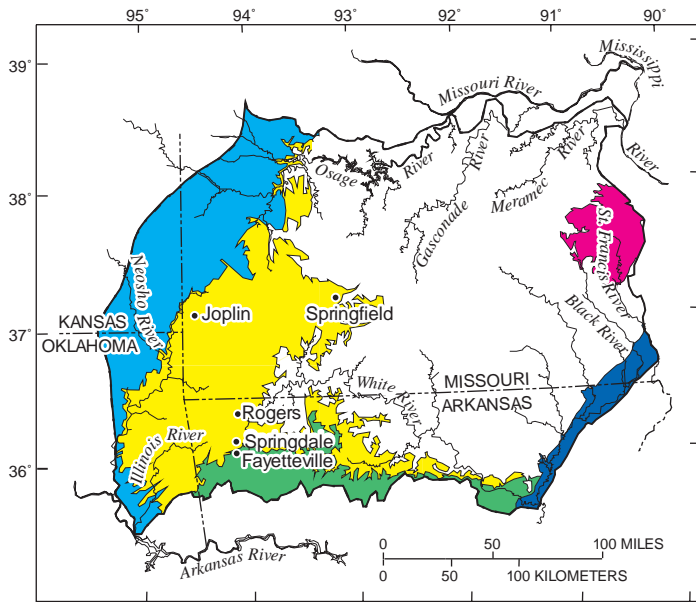 95° 94° 93° 92° 91° 90°
39°
38°
37°
36°
Mississippi
Missouri River
River
Osage
River
River
River
Gasconade
Meramec
St. Francis River
Black River
Neosho River
Joplin
Springfield
KANSAS
OKLAHOMA
White River
MISSOURI
ARKANSAS
Rogers
Springdale
Fayetteville
Illinois River
Arkansas River
0 50 100 MILES
0 50 100 KILOMETERS